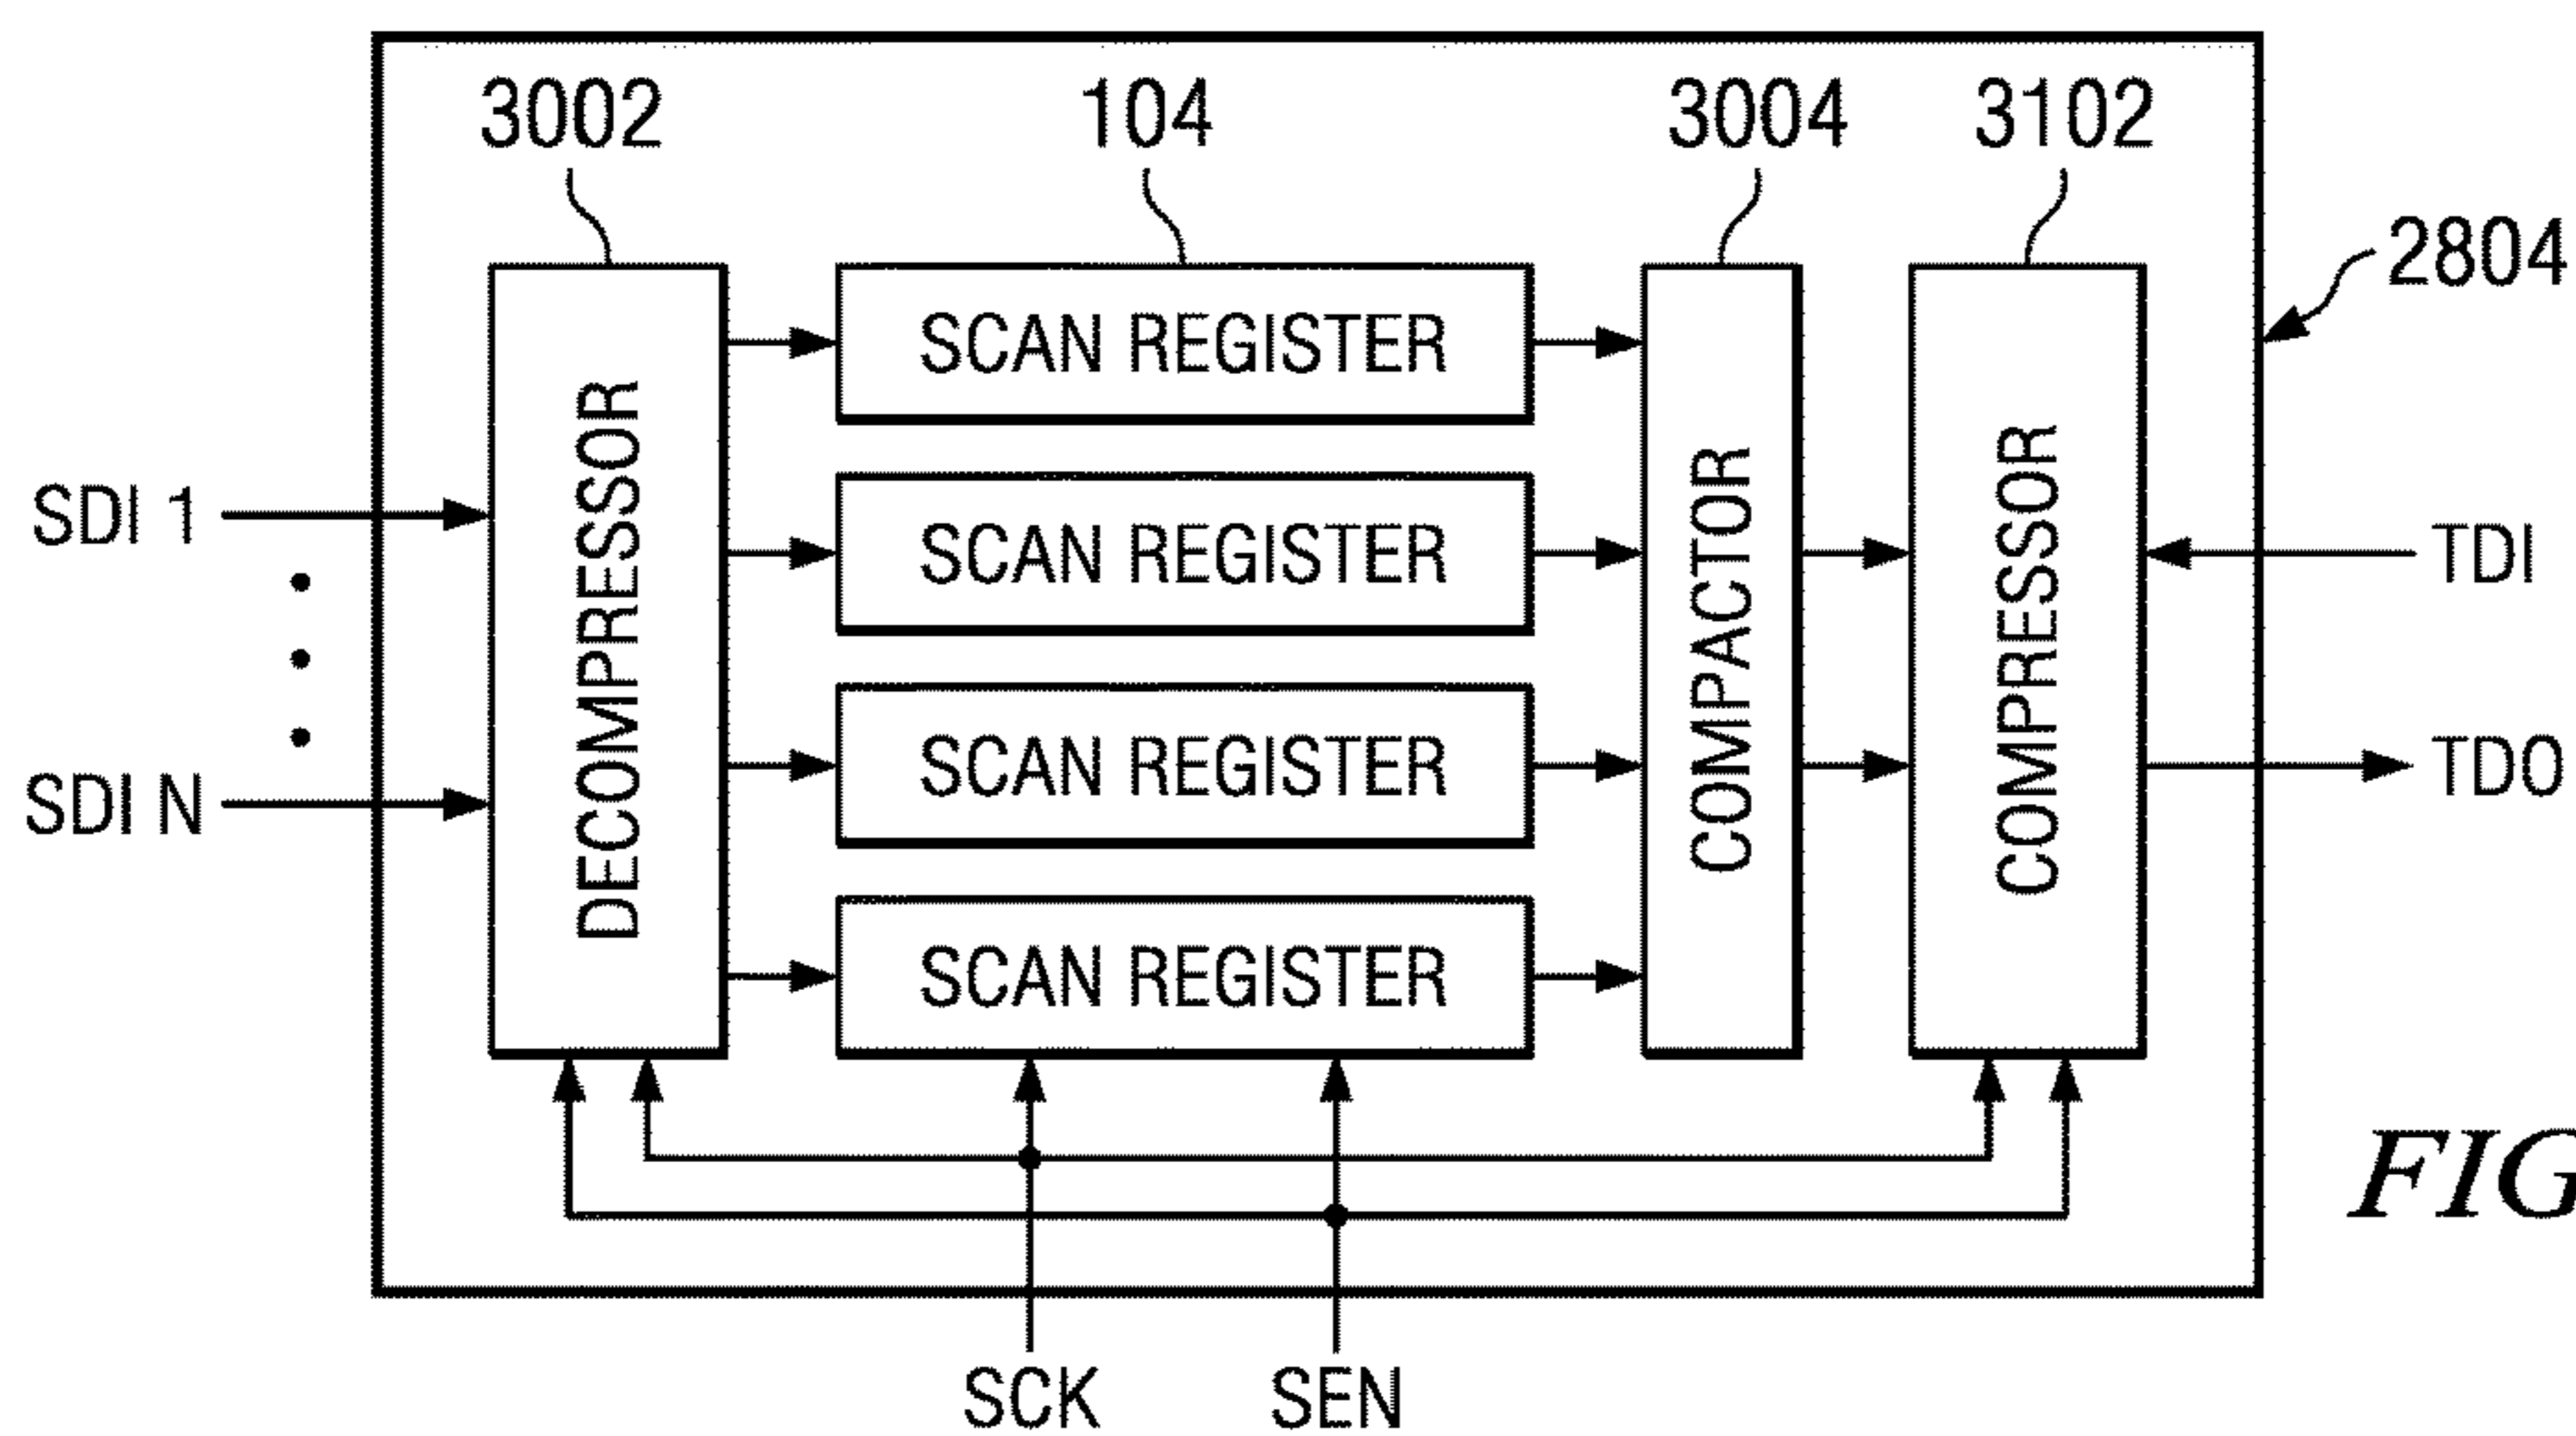 3002
104
3004
3102
2804
SCAN REGISTER
SCAN REGISTER
SCAN REGISTER
SCAN REGISTER
DECOMPRESSOR
COMPACTOR
COMPRESSOR
SDI 1
SDI N
TDI
TDO
SCK
SEN
FIG